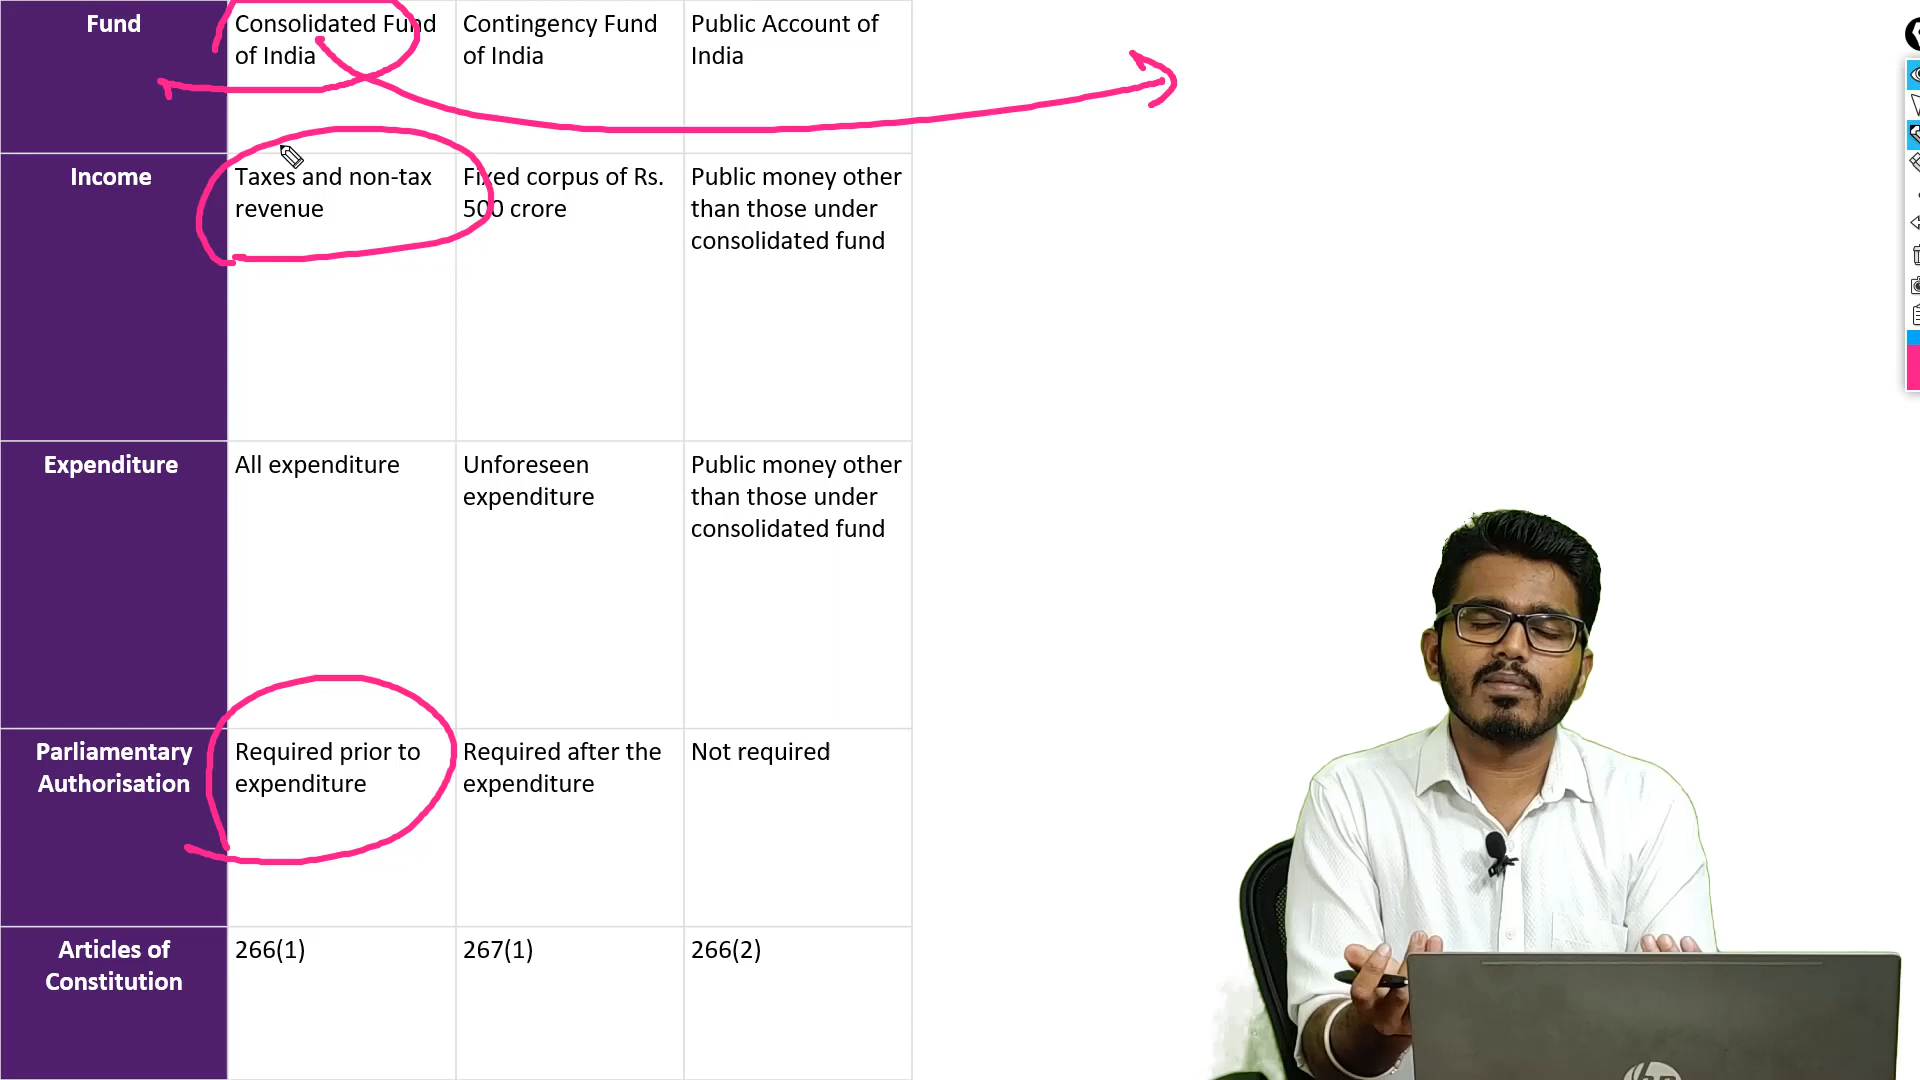 Fund
Consolidated Fund
of India
Contingency Fund
of India
Public Account of
India
Income
Taxes and non-tax
revenue
Fixed corpus of Rs.
500 crore
Public money other
than those under
consolidated fund
Expenditure
All expenditure
Unforeseen
expenditure
Public money other
than those under
consolidated fund
Parliamentary
Authorisation
Required prior to
expenditure
Required after the
expenditure
Not required
Articles of
Constitution
266(1)
267(1)
266(2)
hp